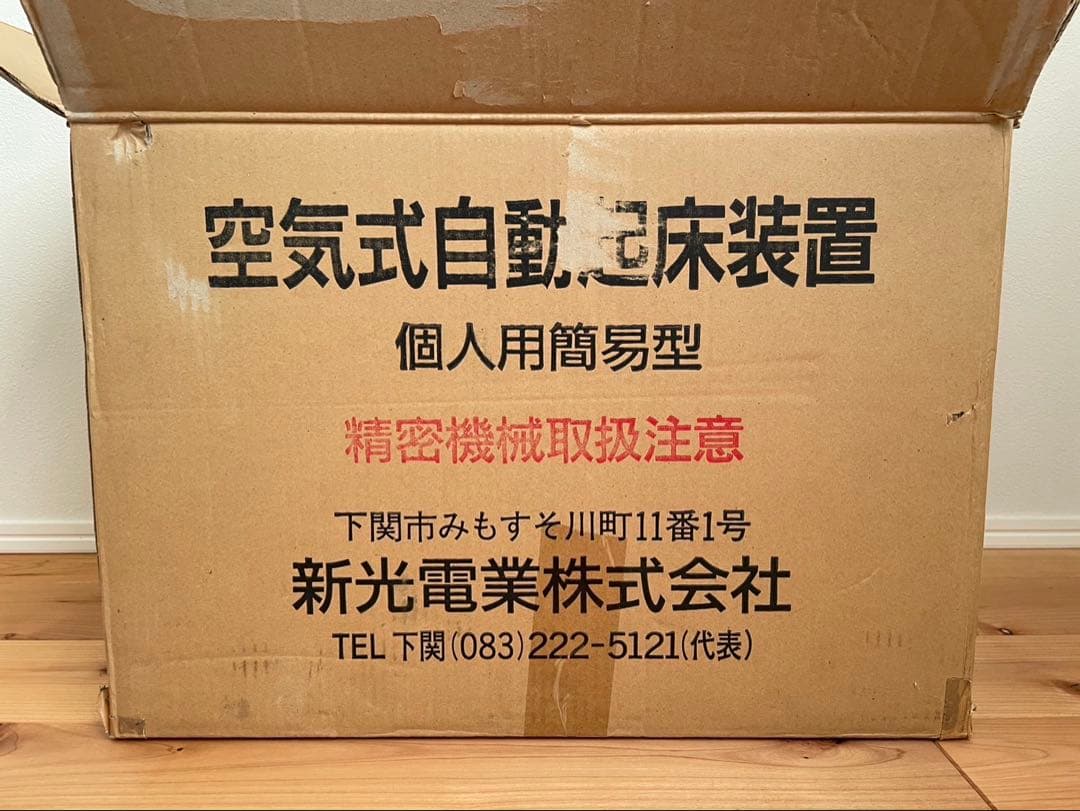 空気式自動起床装置
個人用簡易型
精密機械取扱注意
下関市みもすそ川町11番1号
新光電業株式会社
TEL 下関(083)222-5121(代表)